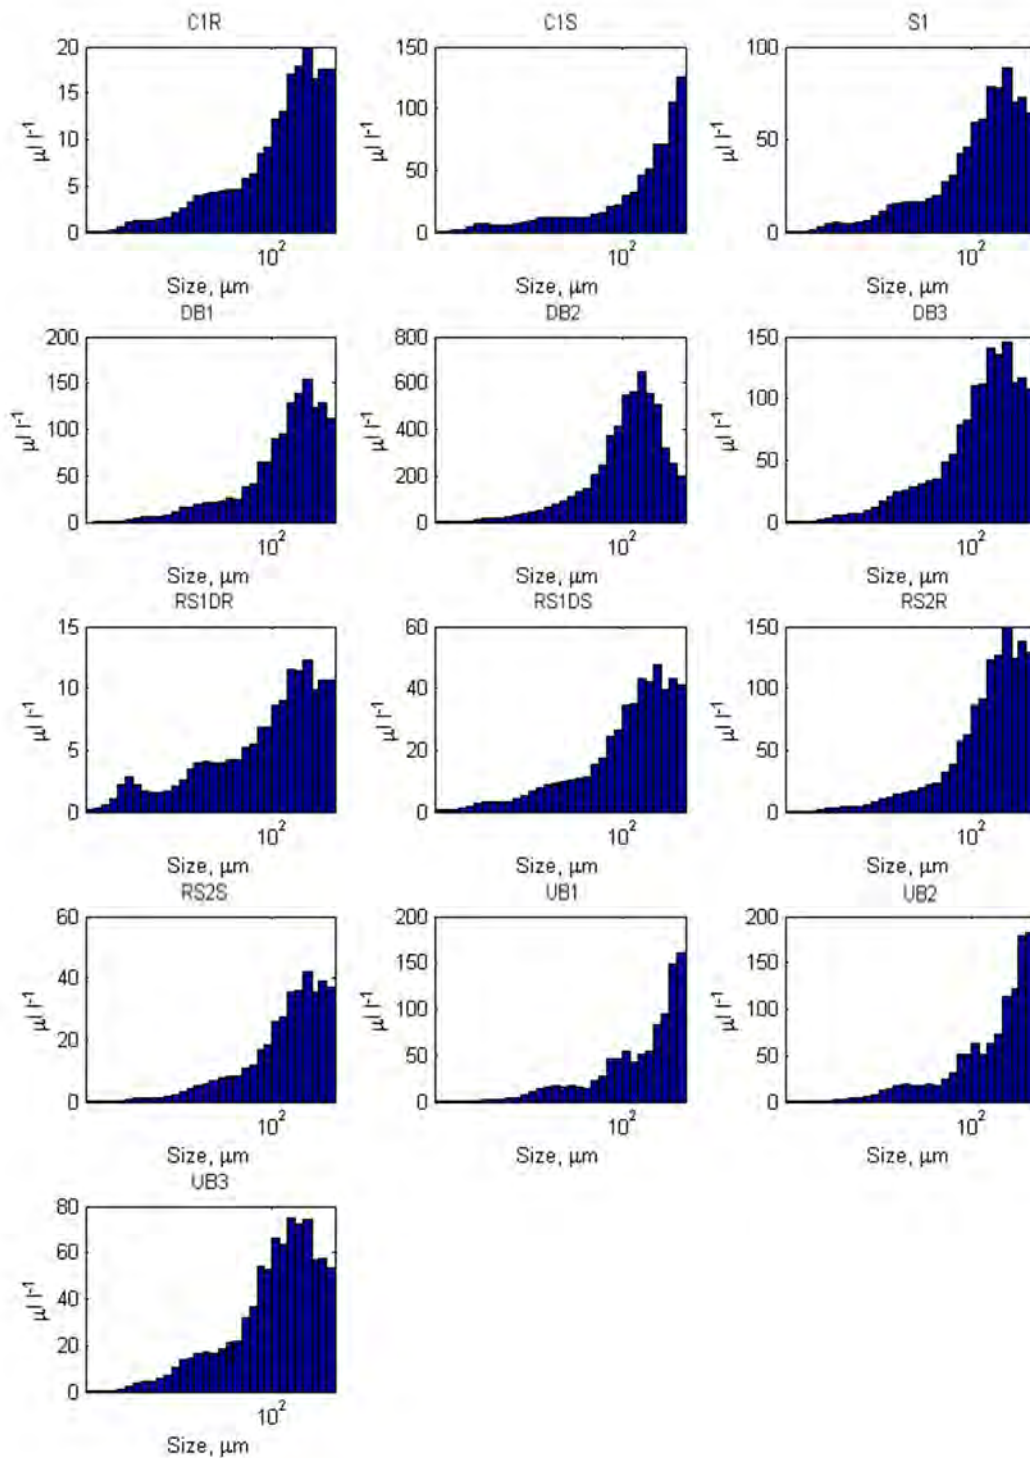 C1R C1S S1
20 150 100
15
100
μl l-1 10 μl l-1 μl l-1 50
50
5
0 0 0
10² 10² 10²
Size, μm Size, μm Size, μm
DB1 DB2 DB3
200 800 150
150 600
100
μl l-1 100 μl l-1 400 μl l-1
50
50 200
0 0 0
10² 10² 10²
Size, μm Size, μm Size, μm
RS1DR RS1DS RS2R
15 60 150
10 40 100
μl l-1 μl l-1 μl l-1
5 20 50
0 0 0
10² 10² 10²
Size, μm Size, μm Size, μm
RS2S UB1 UB2
60 200 200
150 150
40
μl l-1 μl l-1 100 μl l-1 100
20
50 50
0 0 0
10² 10² 10²
Size, μm Size, μm Size, μm
UB3
80
60
μl l-1 40
20
0
10²
Size, μm